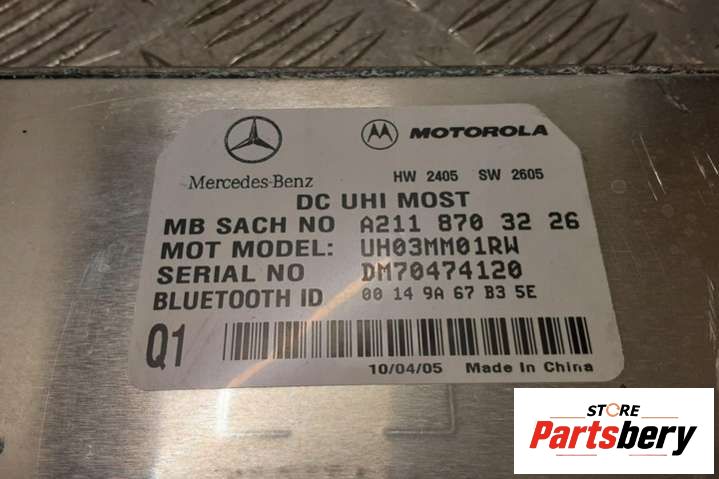 Mercedes-Benz
MOTOROLA
HW 2405 SW 2605
DC UHI MOST
MB SACH NO A211 870 32 26
MOT MODEL: UH03MM01RW
SERIAL NO DM70474120
BLUETOOTH ID 00 14 9A 67 B3 5E
Q1
10/04/05 Made In China
STORE
Partsbery